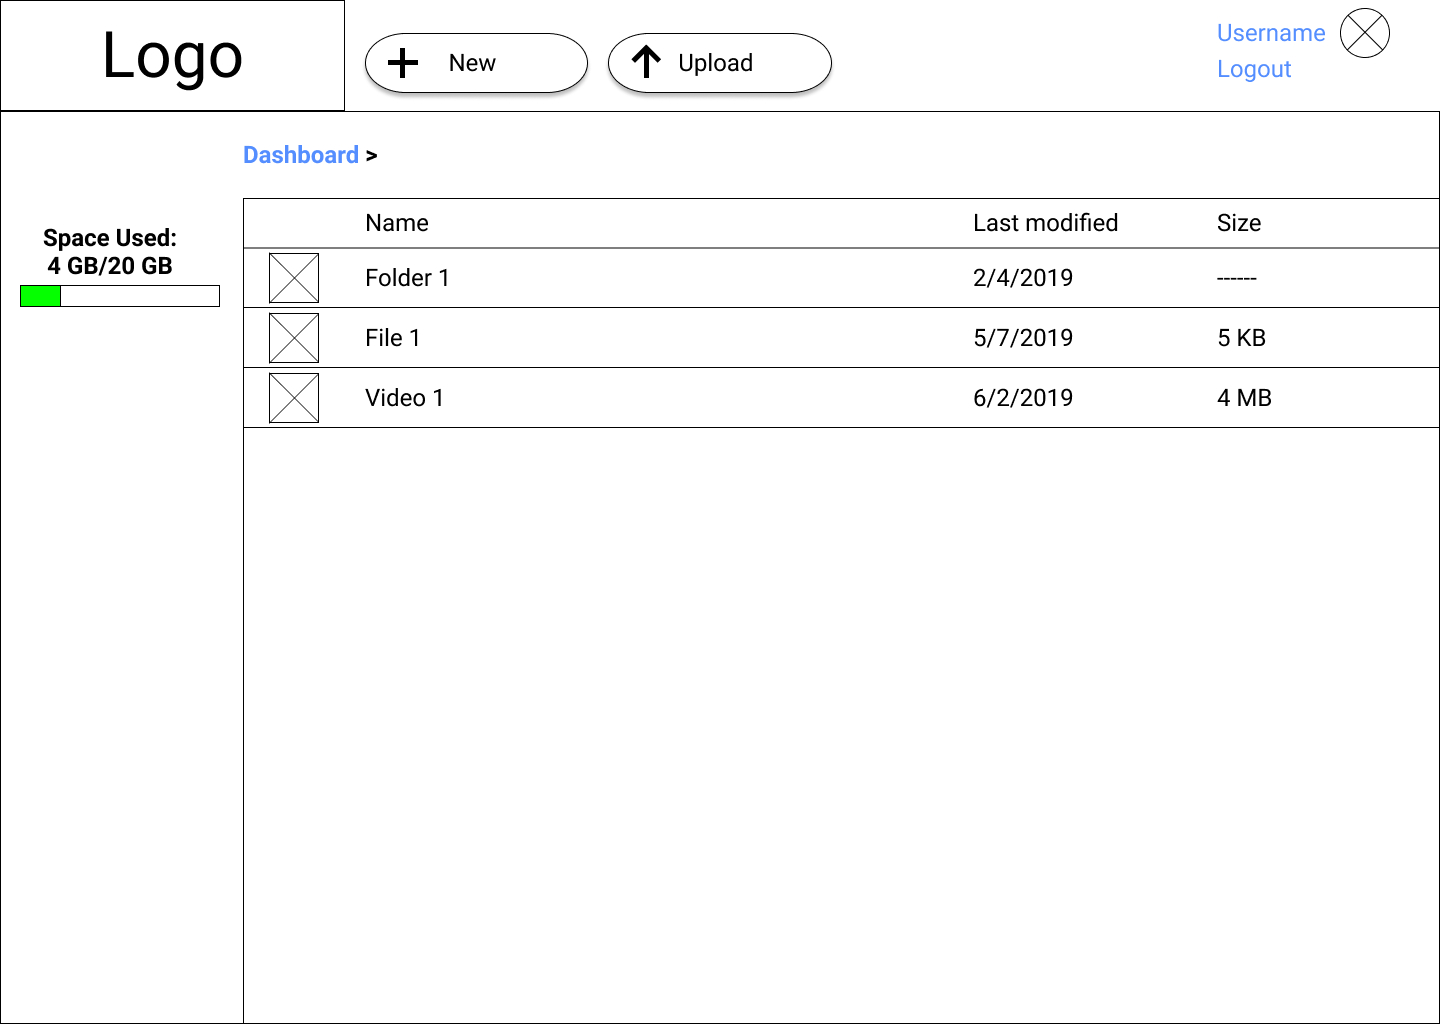 Logo
New
Upload
Username
Logout
Dashboard >
Space Used:
4 GB/20 GB
Name Last modified Size
Folder 1 2/4/2019 ------
File 1 5/7/2019 5 KB
Video 1 6/2/2019 4 MB